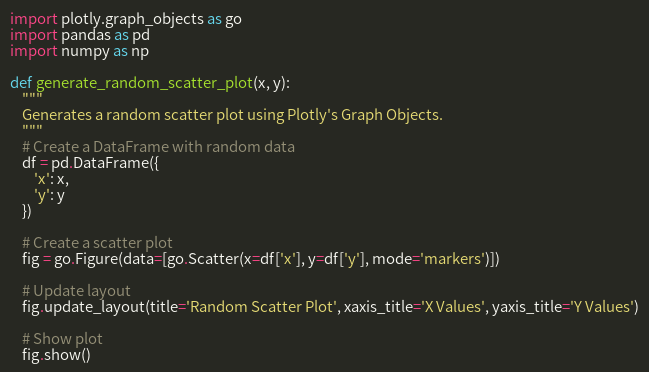 import plotly.graph_objects as go
import pandas as pd
import numpy as np

def generate_random_scatter_plot(x, y):
    """
    Generates a random scatter plot using Plotly's Graph Objects.
    """
    # Create a DataFrame with random data
    df = pd.DataFrame({
        'x': x,
        'y': y
    })

    # Create a scatter plot
    fig = go.Figure(data=[go.Scatter(x=df['x'], y=df['y'], mode='markers')])

    # Update layout
    fig.update_layout(title='Random Scatter Plot', xaxis_title='X Values', yaxis_title='Y Values')

    # Show plot
    fig.show()